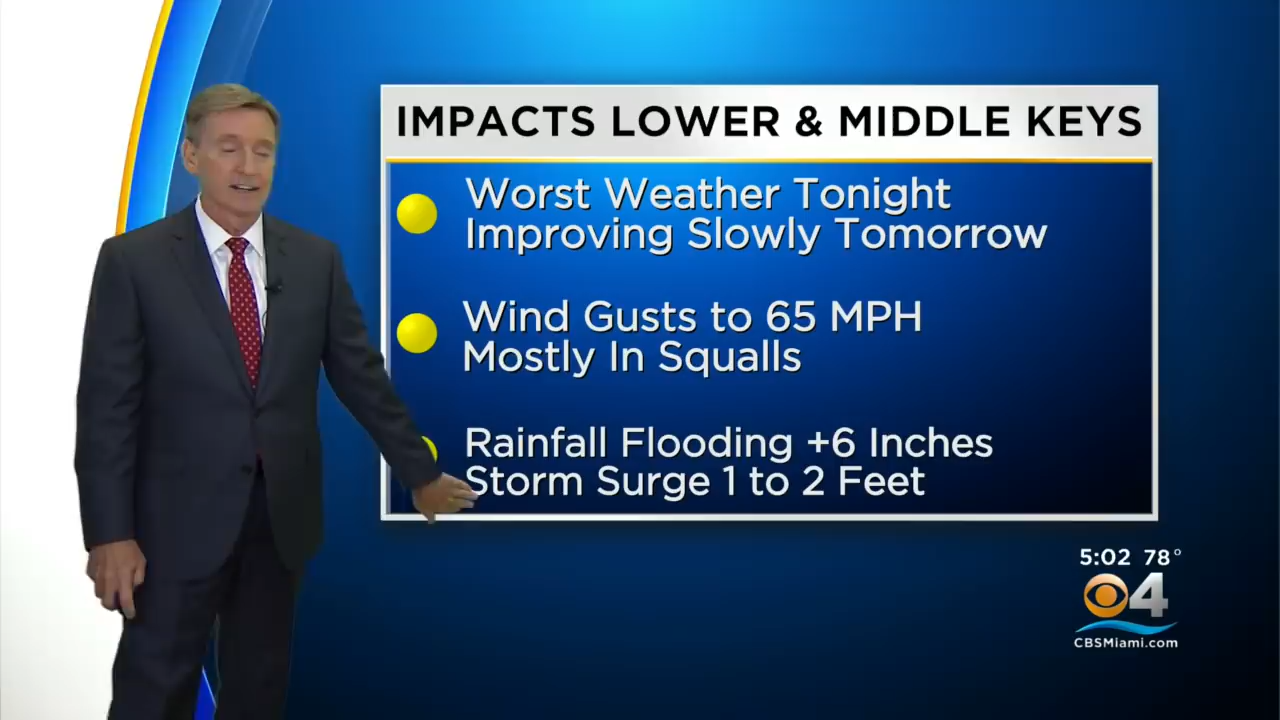 IMPACTS LOWER & MIDDLE KEYS
Worst Weather Tonight
Improving Slowly Tomorrow
Wind Gusts to 65 MPH
Mostly In Squalls
Rainfall Flooding +6 Inches
Storm Surge 1 to 2 Feet
5:02 78°
4
CBSMiami.com